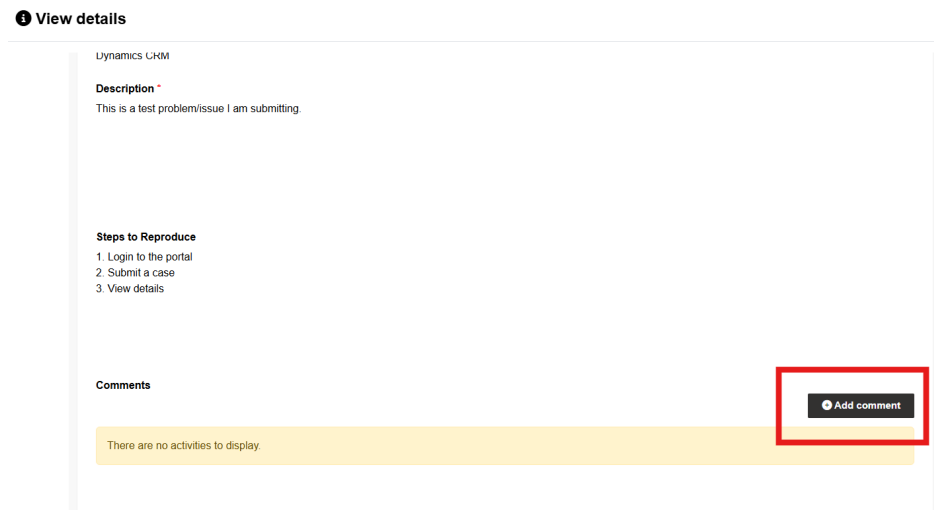 View details
Dynamics CRM
Description *
This is a test problem/issue I am submitting.
Steps to Reproduce
1. Login to the portal
2. Submit a case
3. View details
Comments
Add comment
There are no activities to display.